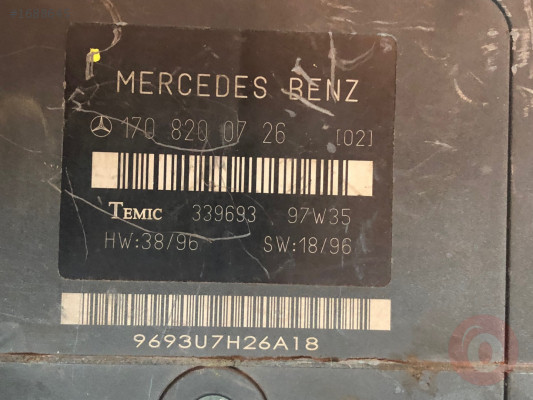 MERCEDES BENZ
170 820 07 26 [02]
TEMIC 339693 97W35
HW:38/96 SW:18/96
9693U7H26A18